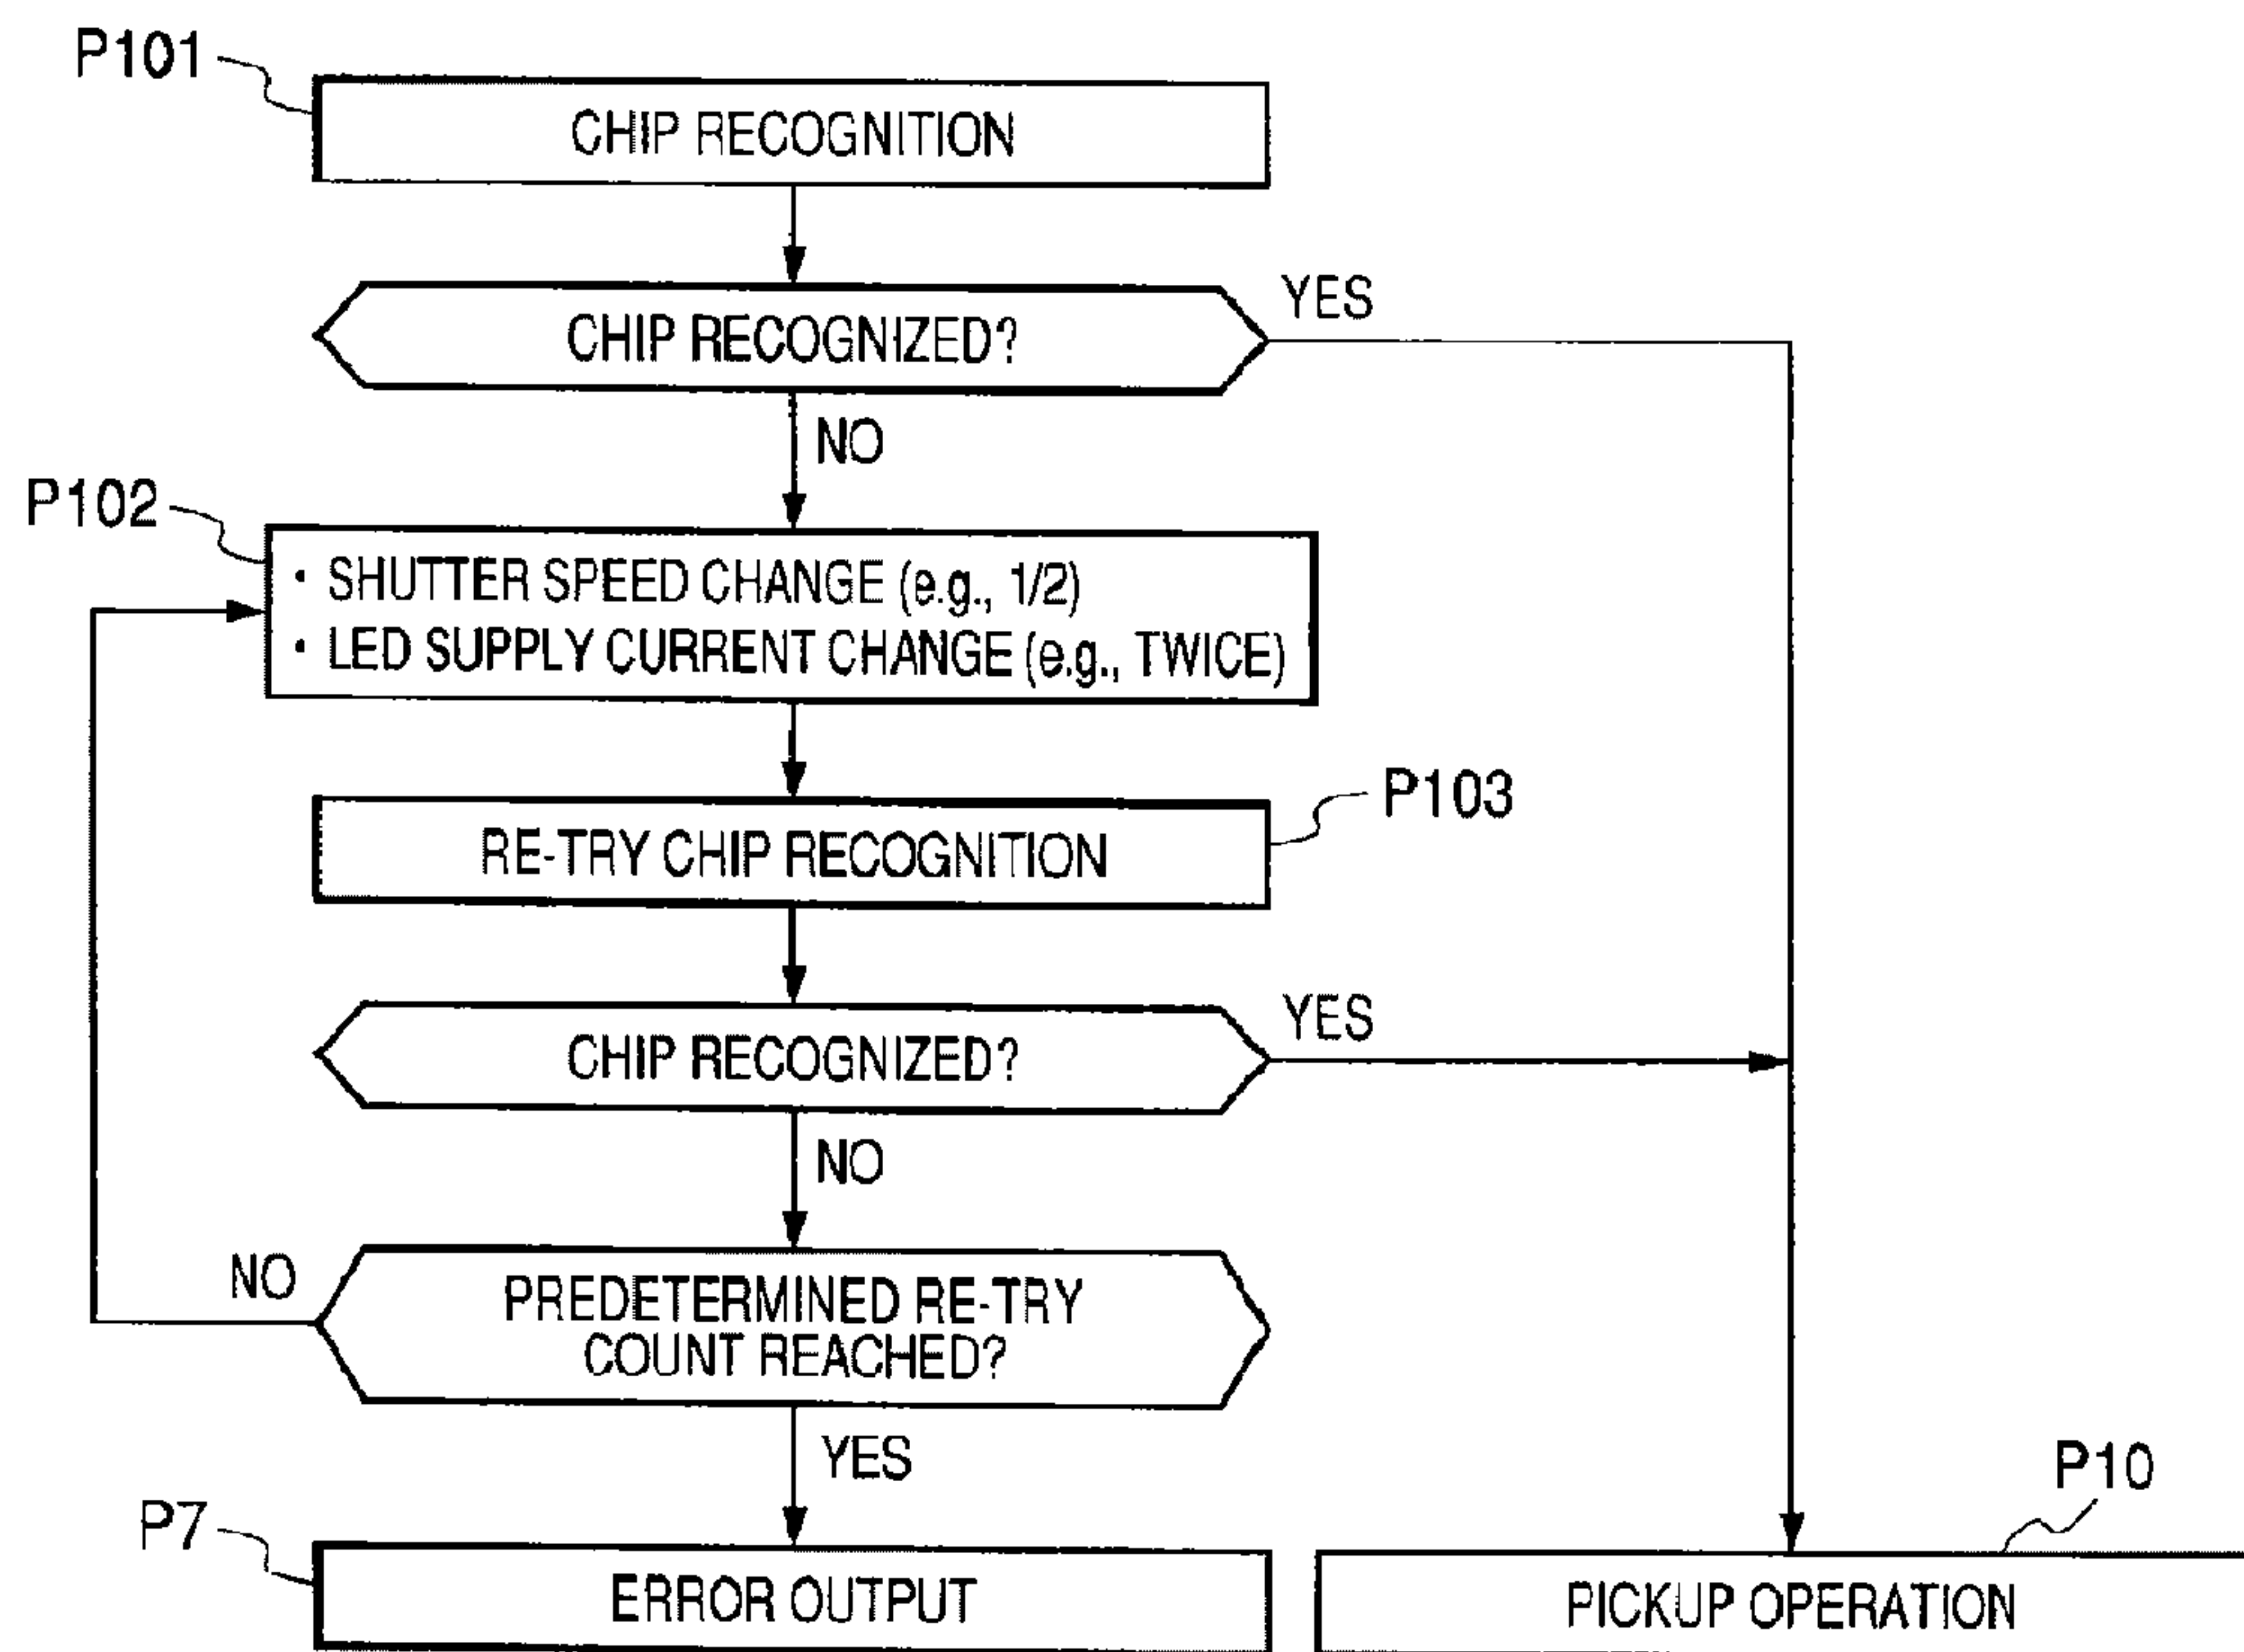 P101
CHIP RECOGNITION
CHIP RECOGNIZED?
YES
NO
P102
• SHUTTER SPEED CHANGE (e.g., 1/2)
• LED SUPPLY CURRENT CHANGE (e.g., TWICE)
P103
RE-TRY CHIP RECOGNITION
CHIP RECOGNIZED?
YES
NO
NO
PREDETERMINED RE-TRY
COUNT REACHED?
YES
P7
ERROR OUTPUT
P10
PICKUP OPERATION